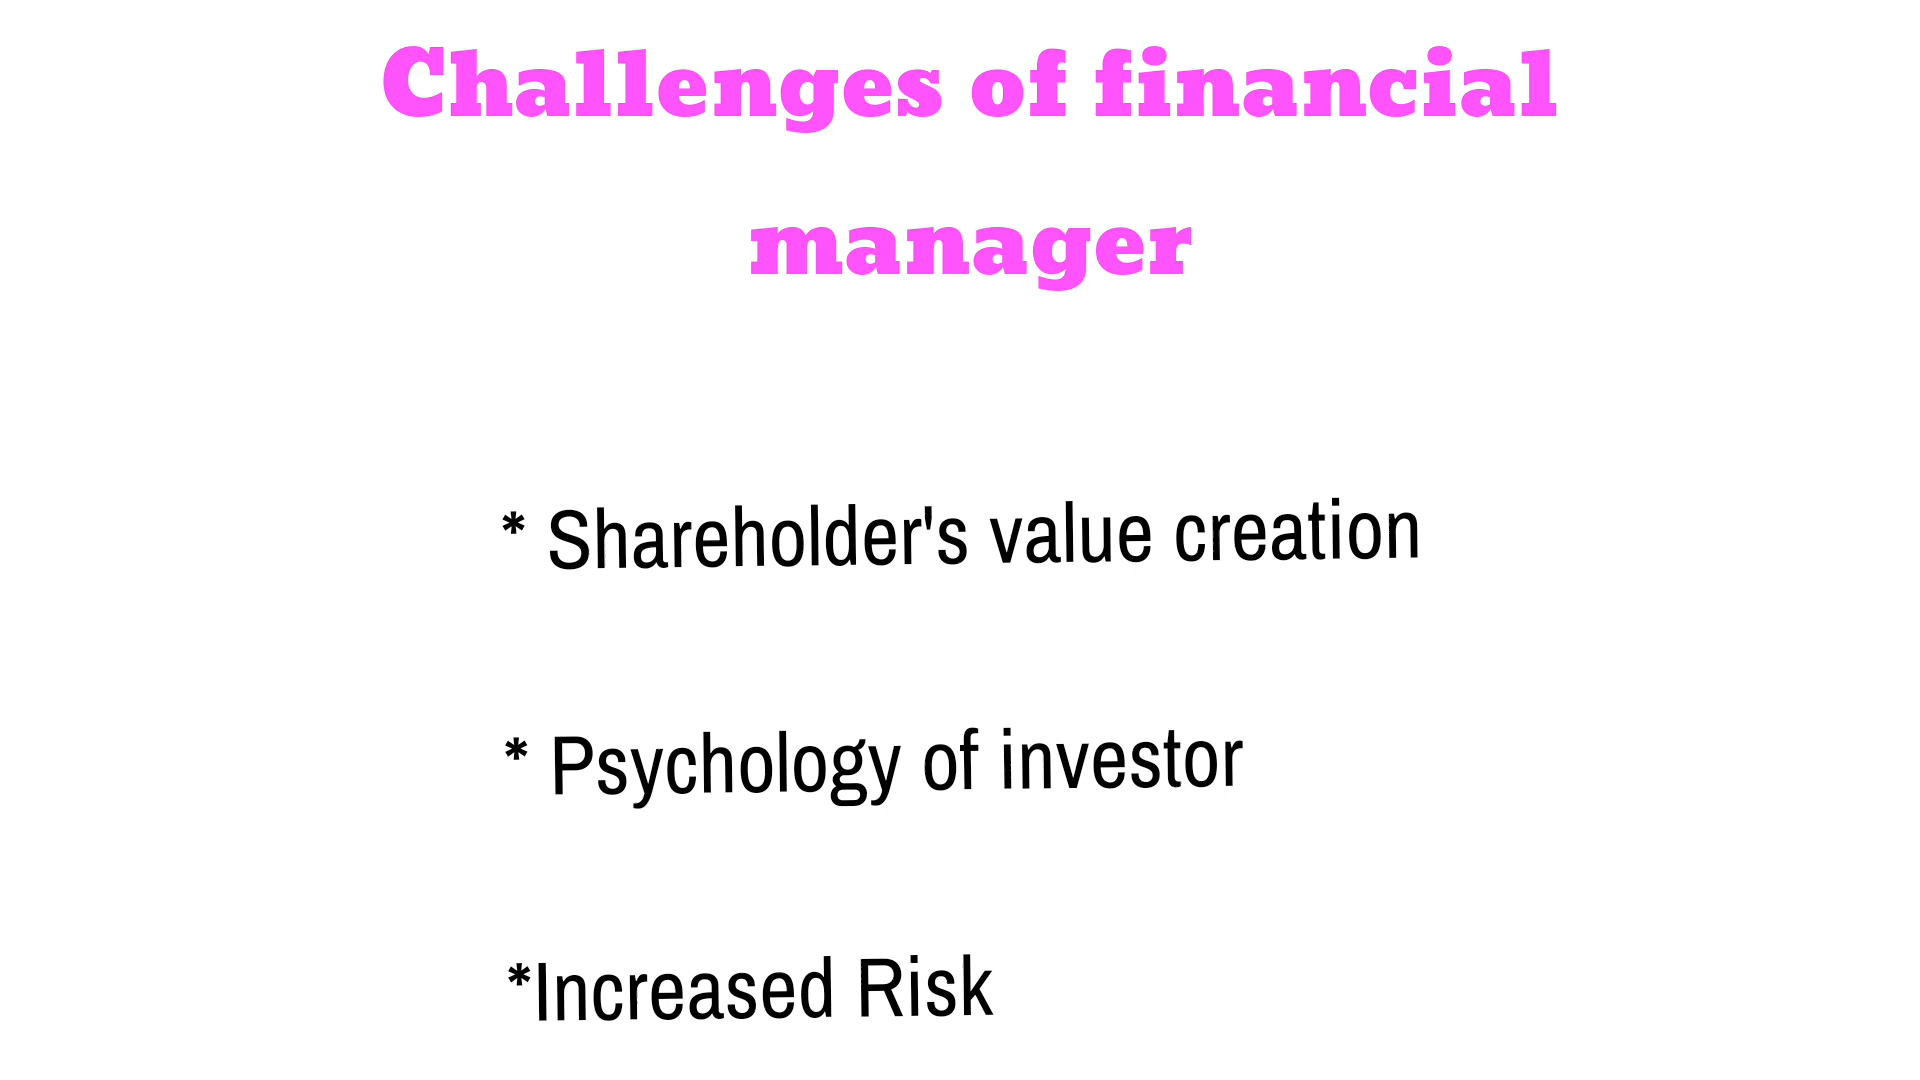 Challenges of financial
manager
* Shareholder's value creation
* Psychology of investor
*Increased Risk